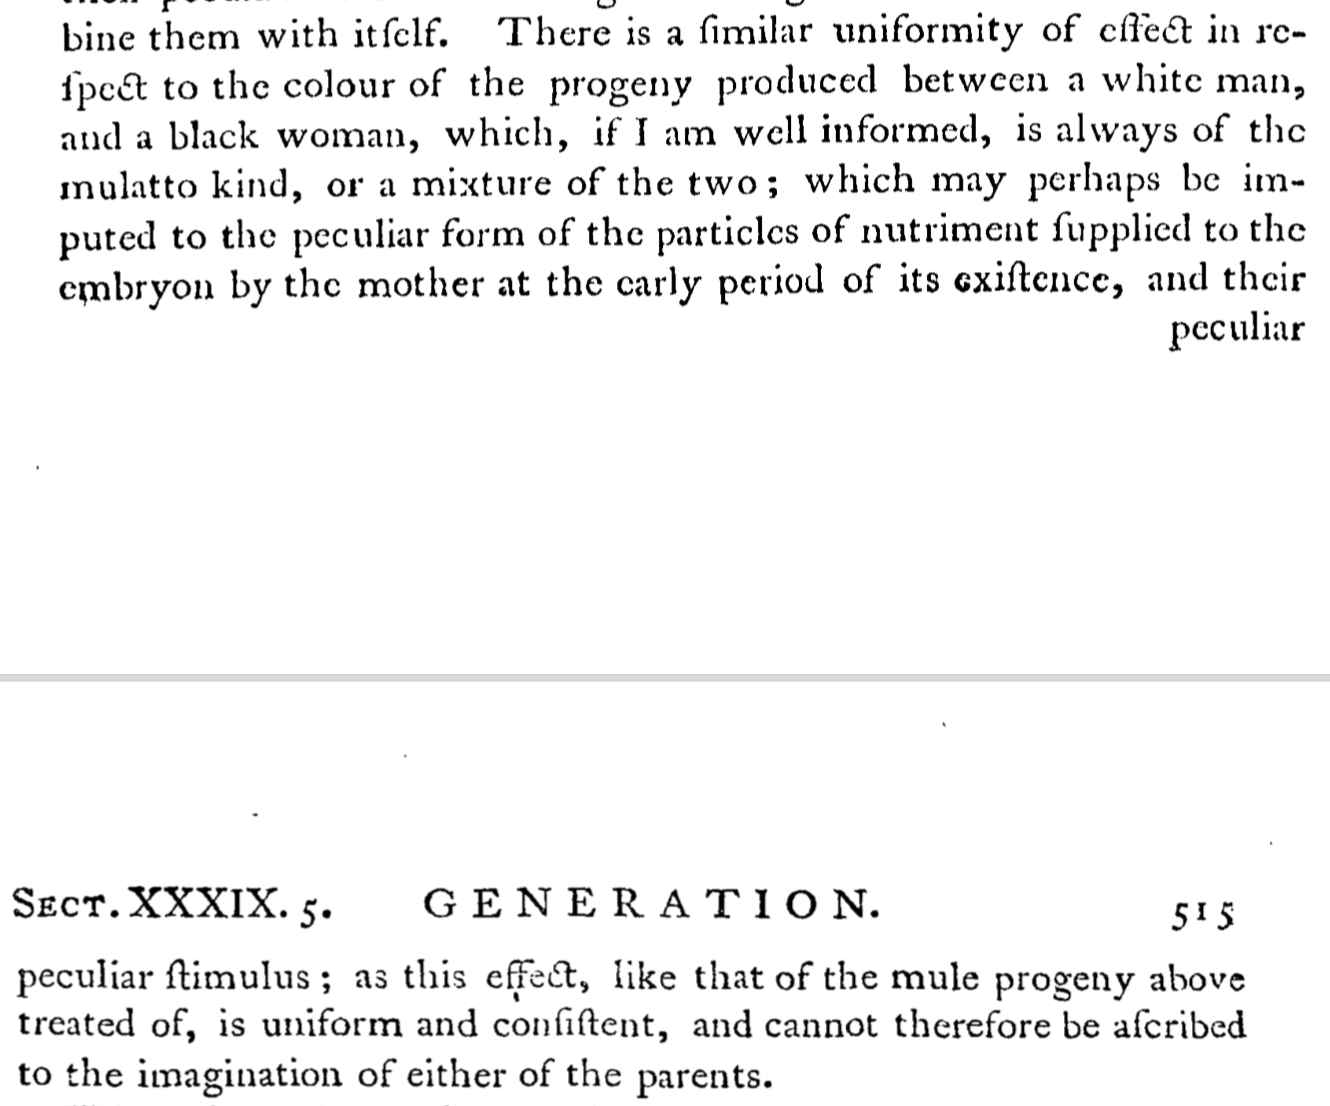 bine them with itſelf. There is a ſimilar uniformity of effect in re-
ſpect to the colour of the progeny produced between a white man,
and a black woman, which, if I am well informed, is always of the
mulatto kind, or a mixture of the two; which may perhaps be im-
puted to the peculiar form of the particles of nutriment ſupplied to the
embryon by the mother at the early period of its exiſtence, and their
peculiar
SECT. XXXIX. 5. GENERATION. 515
peculiar ſtimulus; as this effect, like that of the mule progeny above
treated of, is uniform and conſiſtent, and cannot therefore be aſcribed
to the imagination of either of the parents.